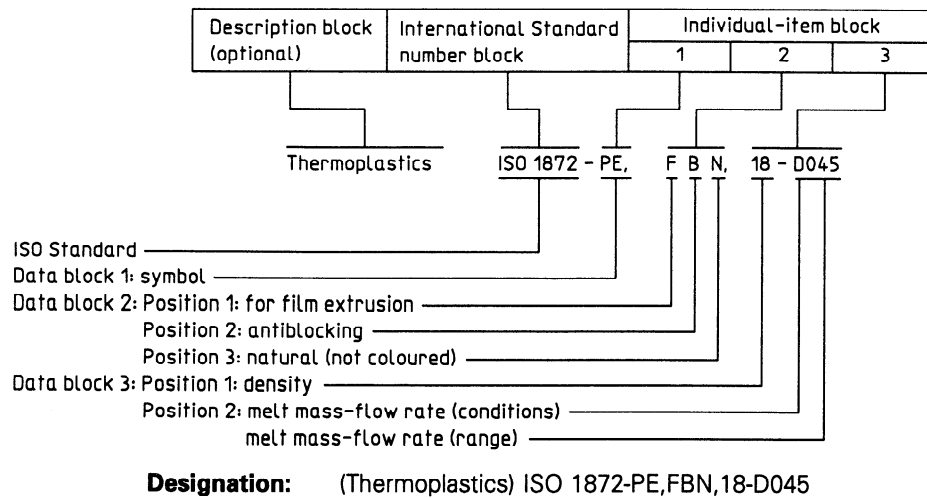 Description block International Standard Individual-item block
(optional) number block 1 2 3
Thermoplastics ISO 1872 - PE, F B N, 18 - D045
ISO Standard
Data block 1: symbol
Data block 2: Position 1: for film extrusion
Position 2: antiblocking
Position 3: natural (not coloured)
Data block 3: Position 1: density
Position 2: melt mass-flow rate (conditions)
melt mass-flow rate (range)
Designation: (Thermoplastics) ISO 1872-PE,FBN,18-D045